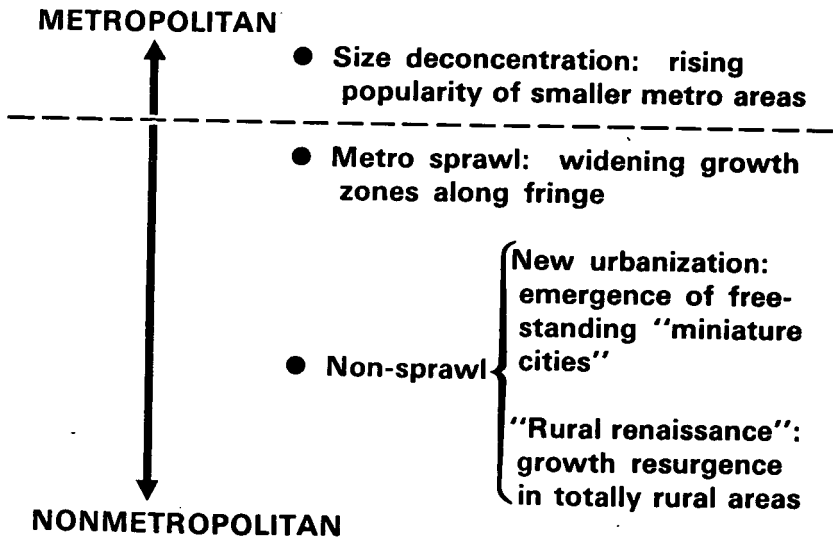 METROPOLITAN
● Size deconcentration: rising
popularity of smaller metro areas
● Metro sprawl: widening growth
zones along fringe
● Non-sprawl
New urbanization:
emergence of free-
standing "miniature
cities"
"Rural renaissance":
growth resurgence
in totally rural areas
NONMETROPOLITAN